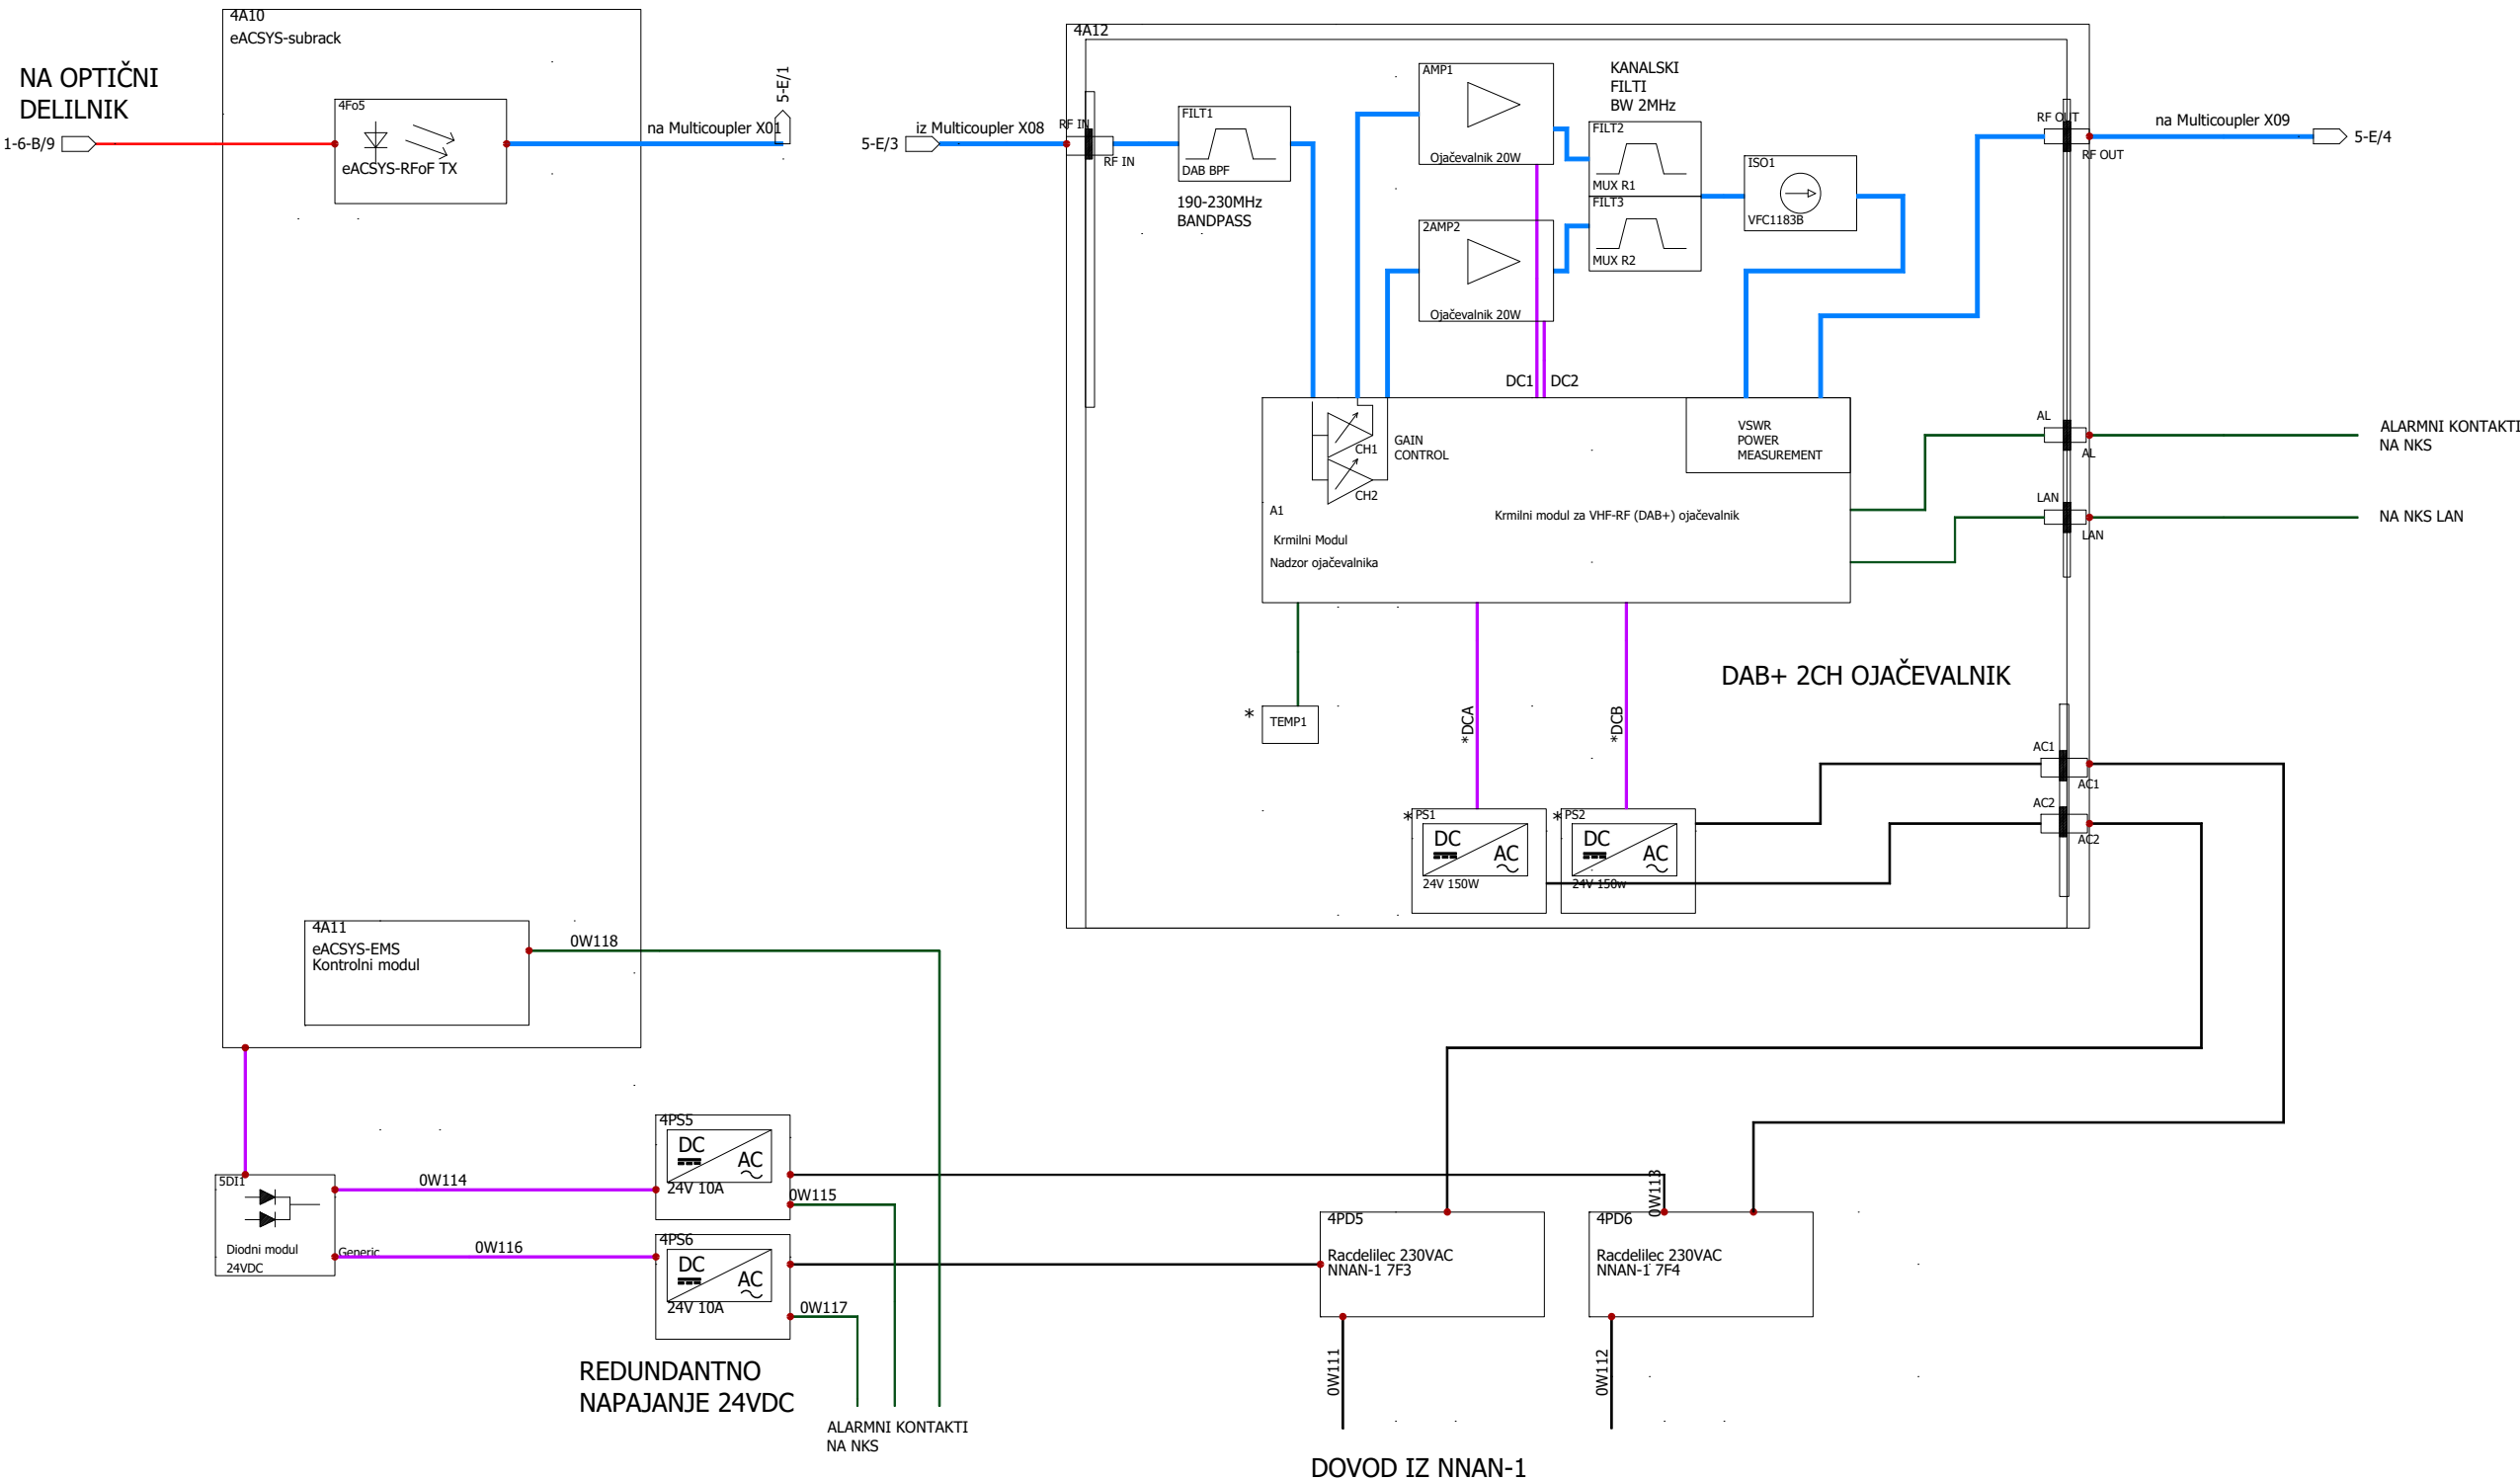 4A10
eACSYS-subrack
NA OPTIČNI
DELILNIK
1-6-B/9
4Fo5
eACSYS-RFoF TX
na Multicoupler X01
5-E/1
4A11
eACSYS-EMS
Kontrolni modul
0W118
4A12
5-E/3
iz Multicoupler X08
RF IN
RF IN
FILT1
DAB BPF
190-230MHz
BANDPASS
AMP1
Ojačevalnik 20W
2AMP2
Ojačevalnik 20W
KANALSKI
FILTI
BW 2MHz
FILT2
MUX R1
FILT3
MUX R2
ISO1
VFC1183B
RF OUT
RF OUT
na Multicoupler X09
5-E/4
DC1
DC2
CH1
CH2
GAIN
CONTROL
VSWR
POWER
MEASUREMENT
A1
Krmilni modul za VHF-RF (DAB+) ojačevalnik
Krmilni Modul
Nadzor ojačevalnika
AL
AL
ALARMNI KONTAKTI
NA NKS
LAN
LAN
NA NKS LAN
DAB+ 2CH OJAČEVALNIK
*
TEMP1
*DCA
*DCB
* PS1
DC
AC
24V 150W
* PS2
DC
AC
24V 150w
AC1
AC1
AC2
AC2
5DI1
Diodni modul
24VDC
Generic
0W114
0W116
4PS5
DC
AC
24V 10A
0W115
4PS6
DC
AC
24V 10A
0W117
REDUNDANTNO
NAPAJANJE 24VDC
ALARMNI KONTAKTI
NA NKS
0W113
4PD5
Racdelilec 230VAC
NNAN-1 7F3
0W111
4PD6
Racdelilec 230VAC
NNAN-1 7F4
0W112
DOVOD IZ NNAN-1